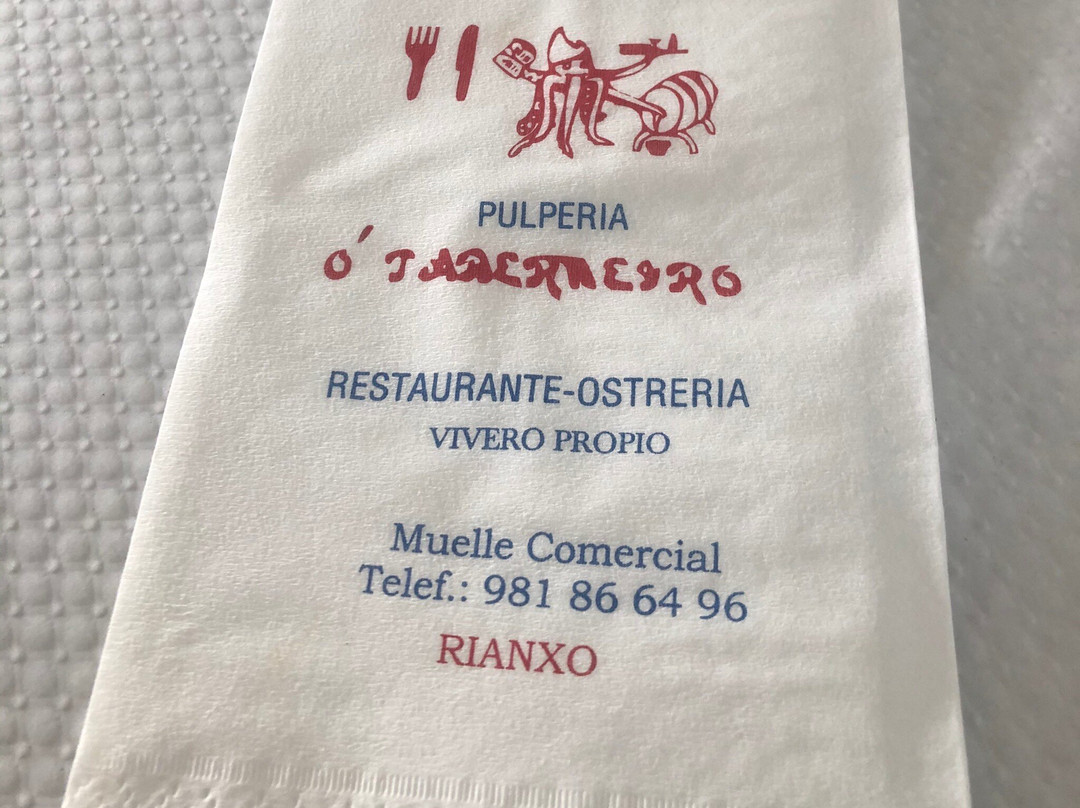 PULPERIA
O´ TABERNEIRO
RESTAURANTE-OSTRERIA
VIVERO PROPIO
Muelle Comercial
Telef.: 981 86 64 96
RIANXO